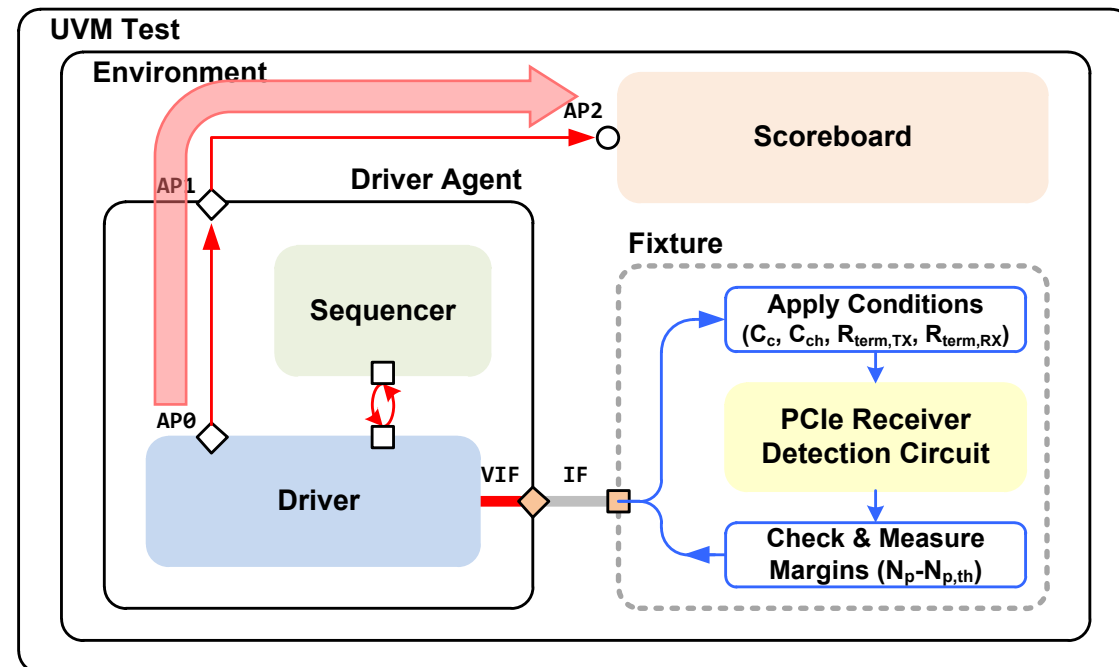 UVM Test
Environment
AP2
Scoreboard
AP1
Driver Agent
Fixture
Sequencer
Apply Conditions
(Cc, Cch, Rterm,TX, Rterm,RX)
AP0
PCIe Receiver
Detection Circuit
VIF
IF
Driver
Check & Measure
Margins (Np-Np,th)